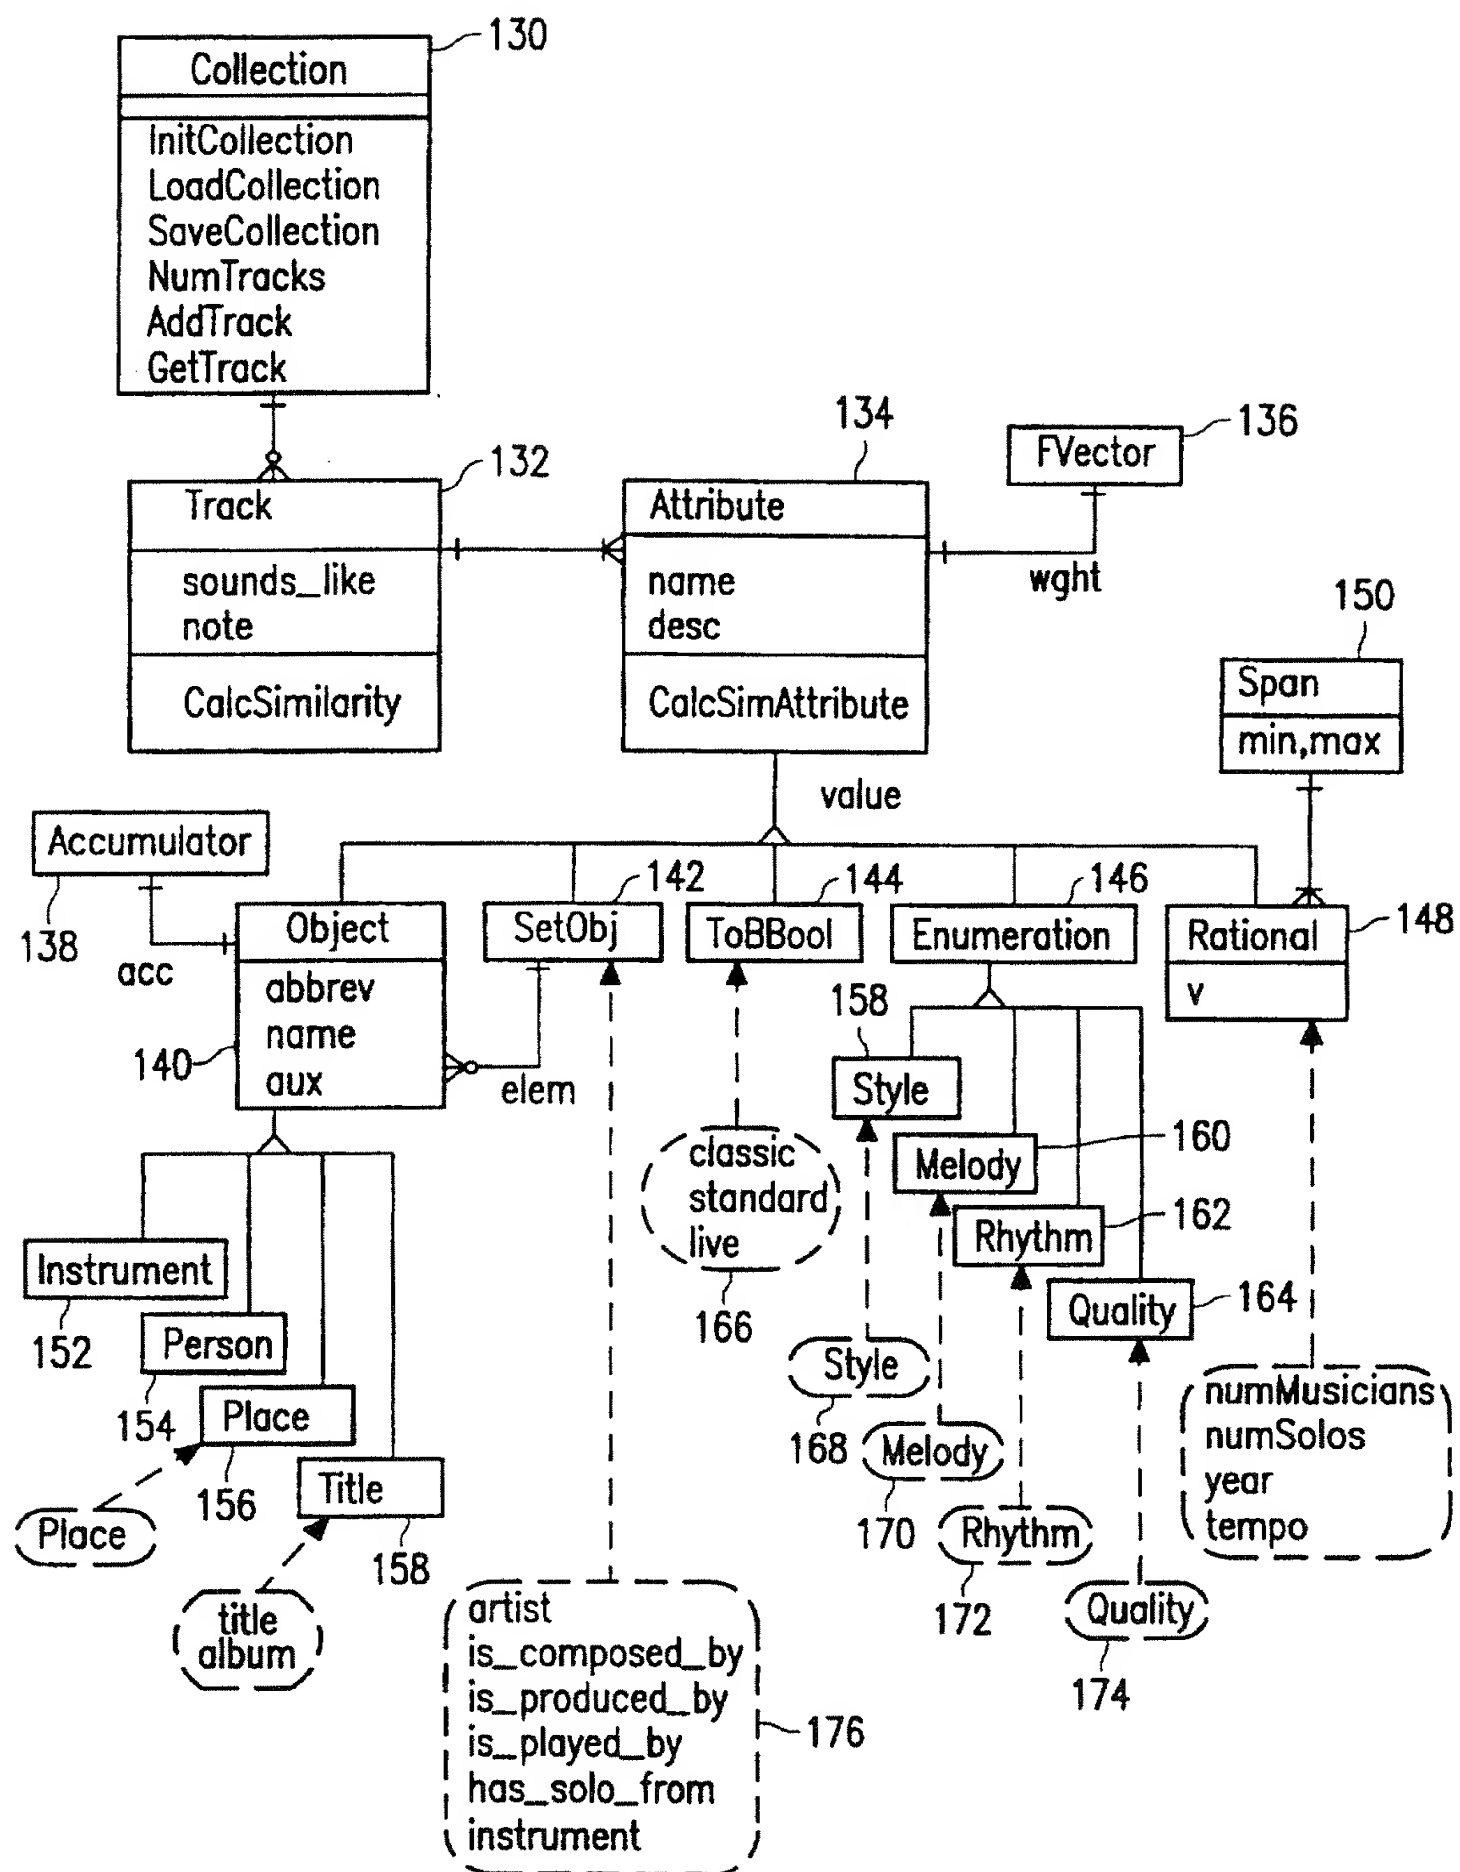 130
Collection
InitCollection
LoadCollection
SaveCollection
NumTracks
AddTrack
GetTrack
132
Track
sounds_like
note
CalcSimilarity
134
Attribute
name
desc
CalcSimAttribute
136
FVector
wght
150
Span
min,max
value
Accumulator
138
acc
Object
abbrev
name
aux
140
142
SetObj
elem
144
ToBBool
146
Enumeration
148
Rational
v
158
Style
160
Melody
162
Rhythm
164
Quality
classic
standard
live
166
Instrument
152
Person
154
Place
156
Title
158
Place
title
album
Style
168
Melody
170
Rhythm
172
Quality
174
numMusicians
numSolos
year
tempo
artist
is_composed_by
is_produced_by
is_played_by
has_solo_from
instrument
176